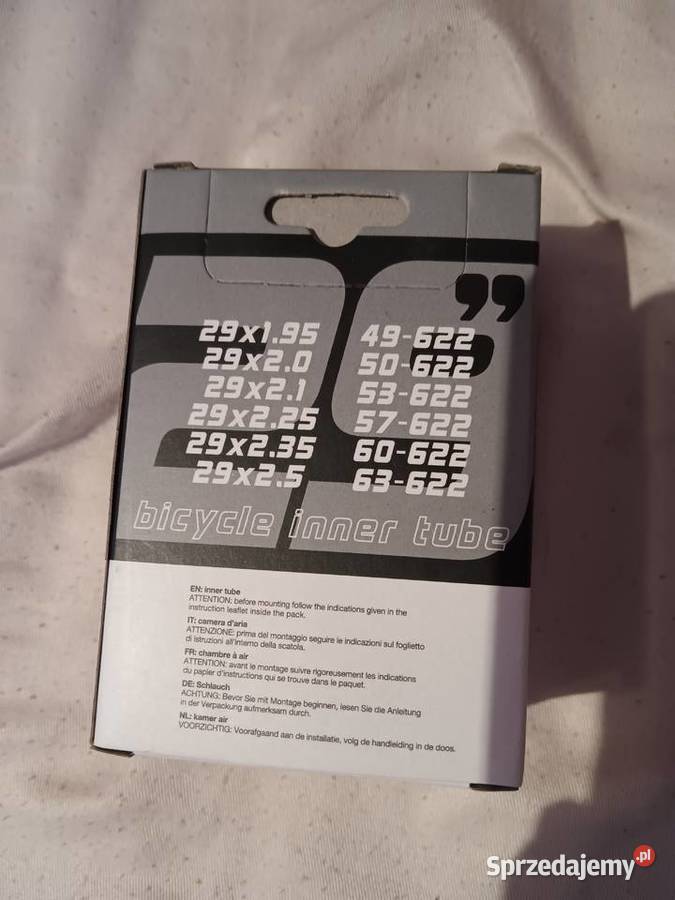 29”
29x1.95 49-622
29x2.0 50-622
29x2.1 53-622
29x2.25 57-622
29x2.35 60-622
29x2.5 63-622
bicycle inner tube
EN: inner tube
ATTENTION: before mounting follow the indications given in the
instruction leaflet inside the pack.
IT: camera d'aria
ATTENZIONE: prima del montaggio seguire le indicazioni sul foglietto
di istruzioni all'interno della scatola.
FR: chambre à air
ATTENTION: avant le montage suivre rigoreusement les indications
du papier d'instructions qui se trouve dans le paquet.
DE: Schlauch
ACHTUNG: Bevor Sie mit Montage beginnen, lesen Sie die Anleitung
in der Verpackung aufmerksam durch.
NL: kamer air
VOORZICHTIG: Voorafgaand aan de installatie, volg de handleiding in de doos.
Sprzedajemy.pl